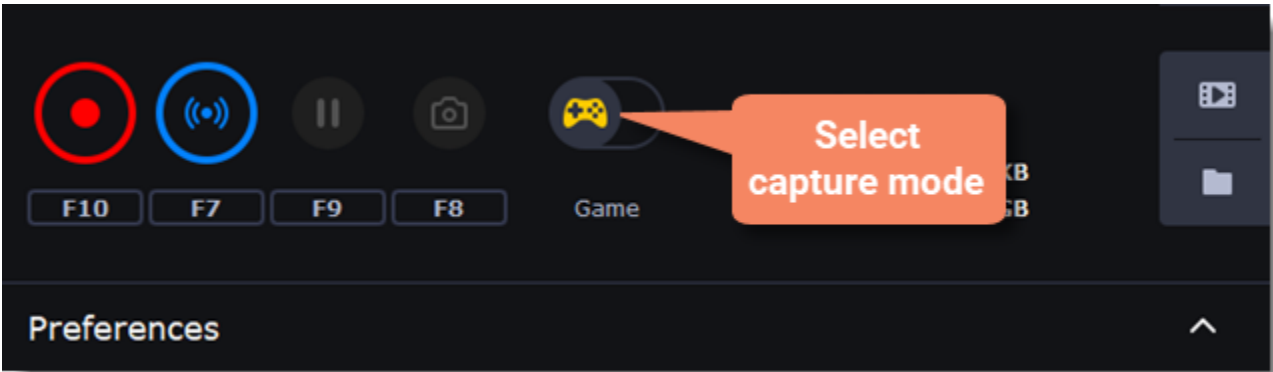 F10 F7 F9 F8 Game
Select
capture mode
KB
GB
Preferences